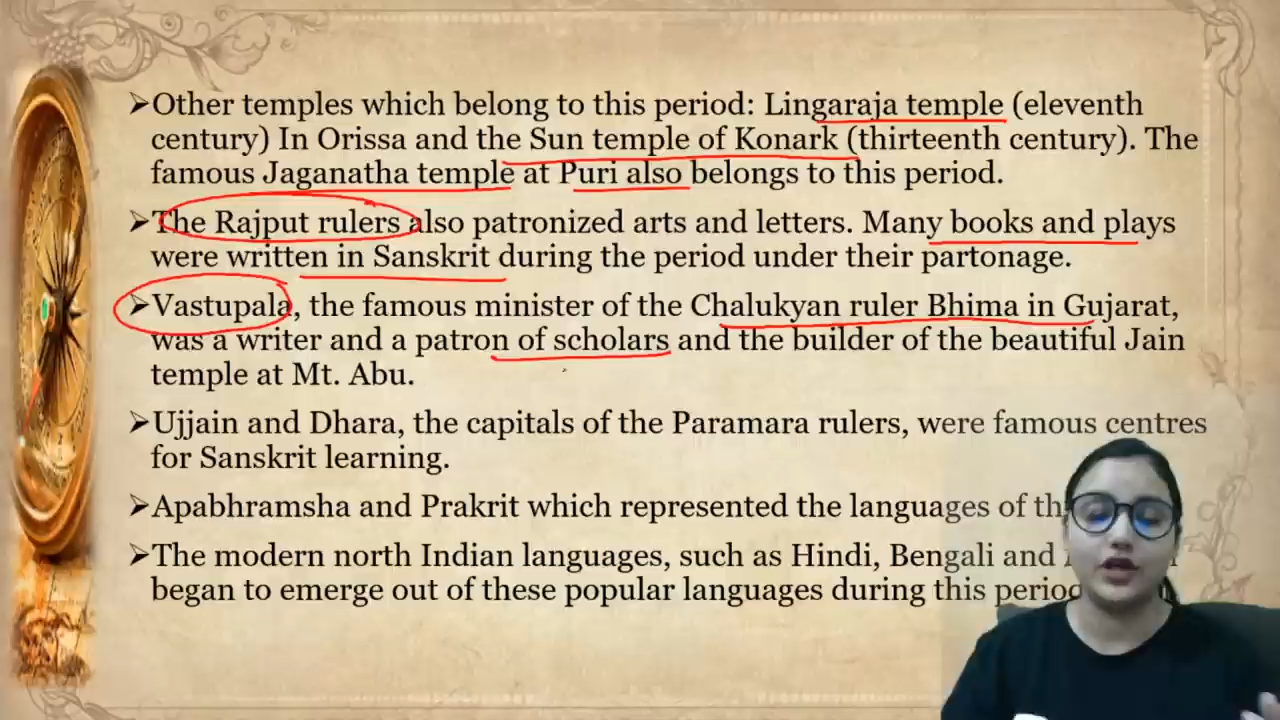 ➢Other temples which belong to this period: Lingaraja temple (eleventh
century) In Orissa and the Sun temple of Konark (thirteenth century). The
famous Jaganatha temple at Puri also belongs to this period.
➢The Rajput rulers also patronized arts and letters. Many books and plays
were written in Sanskrit during the period under their partonage.
➢Vastupala, the famous minister of the Chalukyan ruler Bhima in Gujarat,
was a writer and a patron of scholars and the builder of the beautiful Jain
temple at Mt. Abu.
➢Ujjain and Dhara, the capitals of the Paramara rulers, were famous centres
for Sanskrit learning.
➢Apabhramsha and Prakrit which represented the languages of
➢The modern north Indian languages, such as Hindi, Bengali and
began to emerge out of these popular languages during this